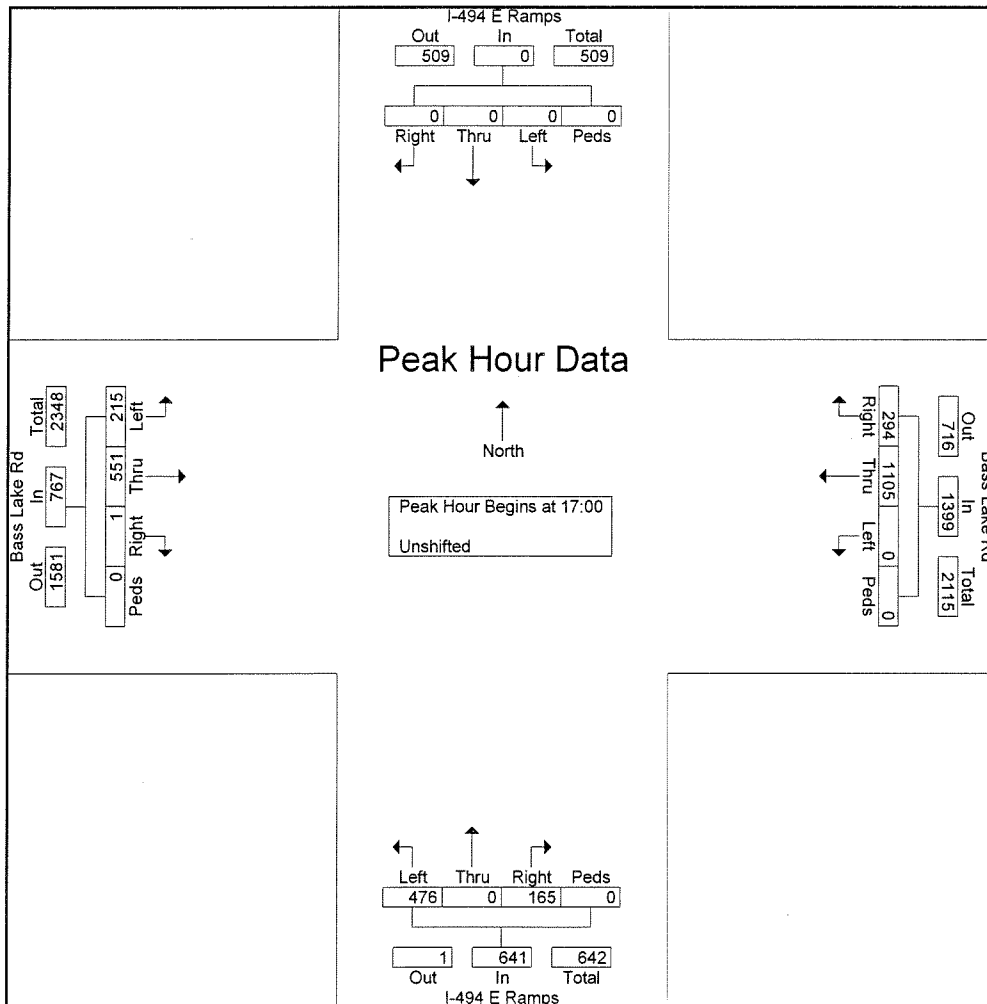 I-494 E Ramps
Out In Total
509 0 509
0 0 0 0
Right Thru Left Peds
Peak Hour Data
North
Peak Hour Begins at 17:00
Unshifted
Bass Lake Rd
Out In Total
1581 767 2348
215 551 1 0
Left Thru Right Peds
Bass Lake Rd
Out In Total
716 1399 2115
294 1105 0 0
Right Thru Left Peds
Left Thru Right Peds
476 0 165 0
1 641 642
Out In Total
I-494 E Ramps